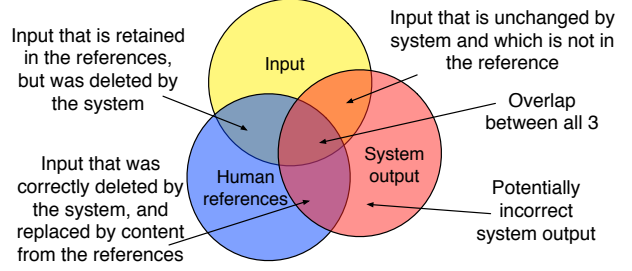 Input that is retained
in the references,
but was deleted by
the system
Input
Input that is unchanged by
system and which is not in
the reference
Overlap
between all 3
Input that was
correctly deleted by
the system, and
replaced by content
from the references
Human
references
System
output
Potentially
incorrect
system output